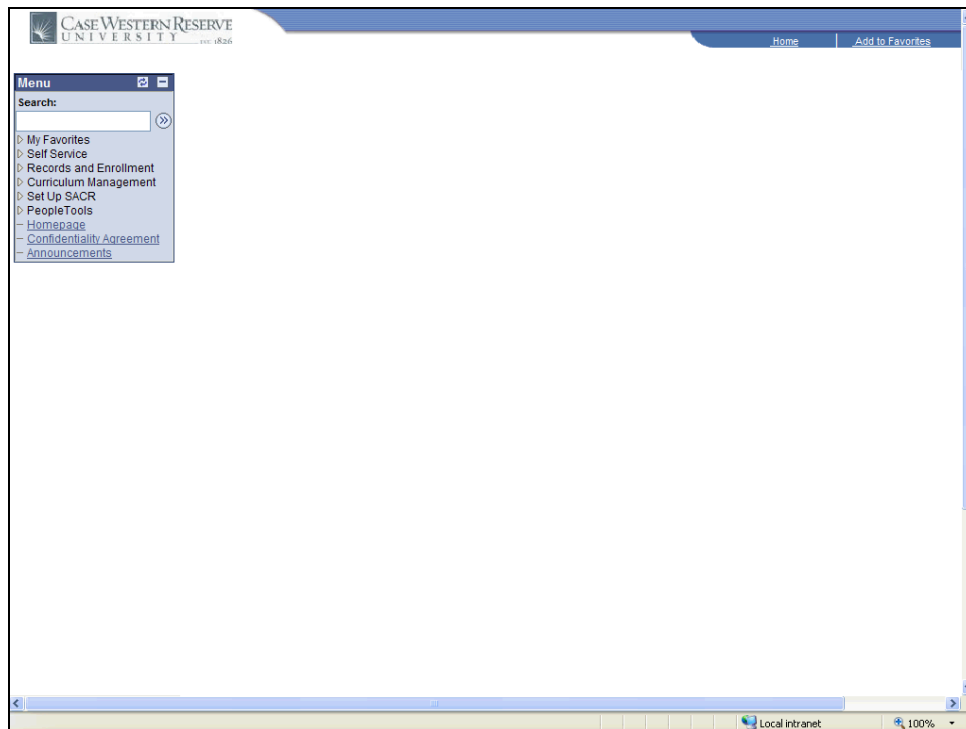 CASE WESTERN RESERVE
UNIVERSITY EST. 1826
Home
Add to Favorites
Menu
Search:
My Favorites
Self Service
Records and Enrollment
Curriculum Management
Set Up SACR
PeopleTools
Homepage
Confidentiality Agreement
Announcements
Local intranet
100%